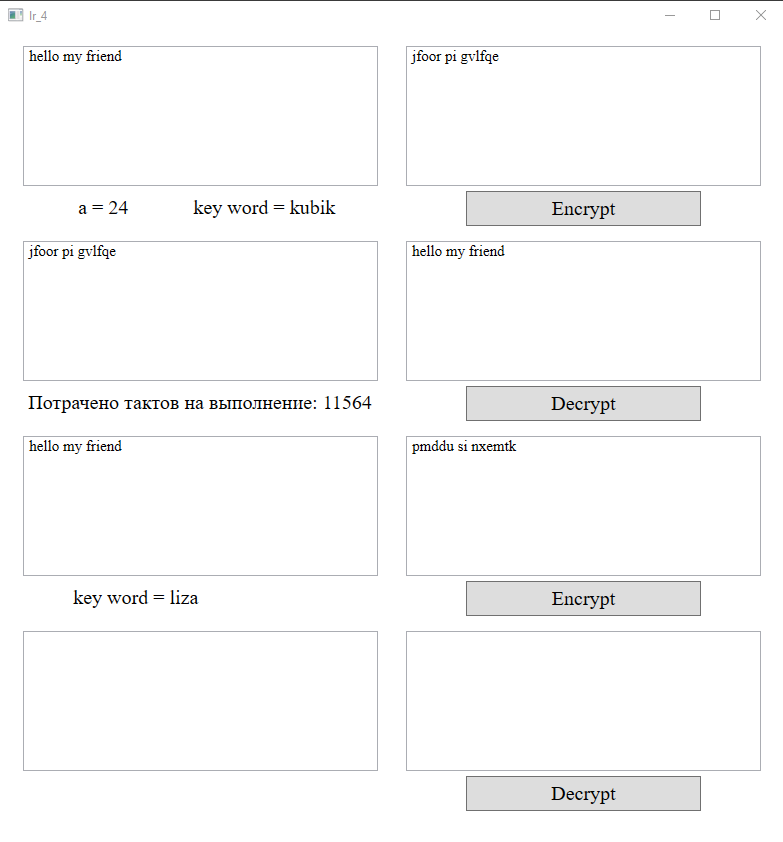 lr_4
hello my friend
jfoor pi gvlfqe
a = 24
key word = kubik
Encrypt
jfoor pi gvlfqe
hello my friend
Потрачено тактов на выполнение: 11564
Decrypt
hello my friend
pmddu si nxemtk
key word = liza
Encrypt
Decrypt